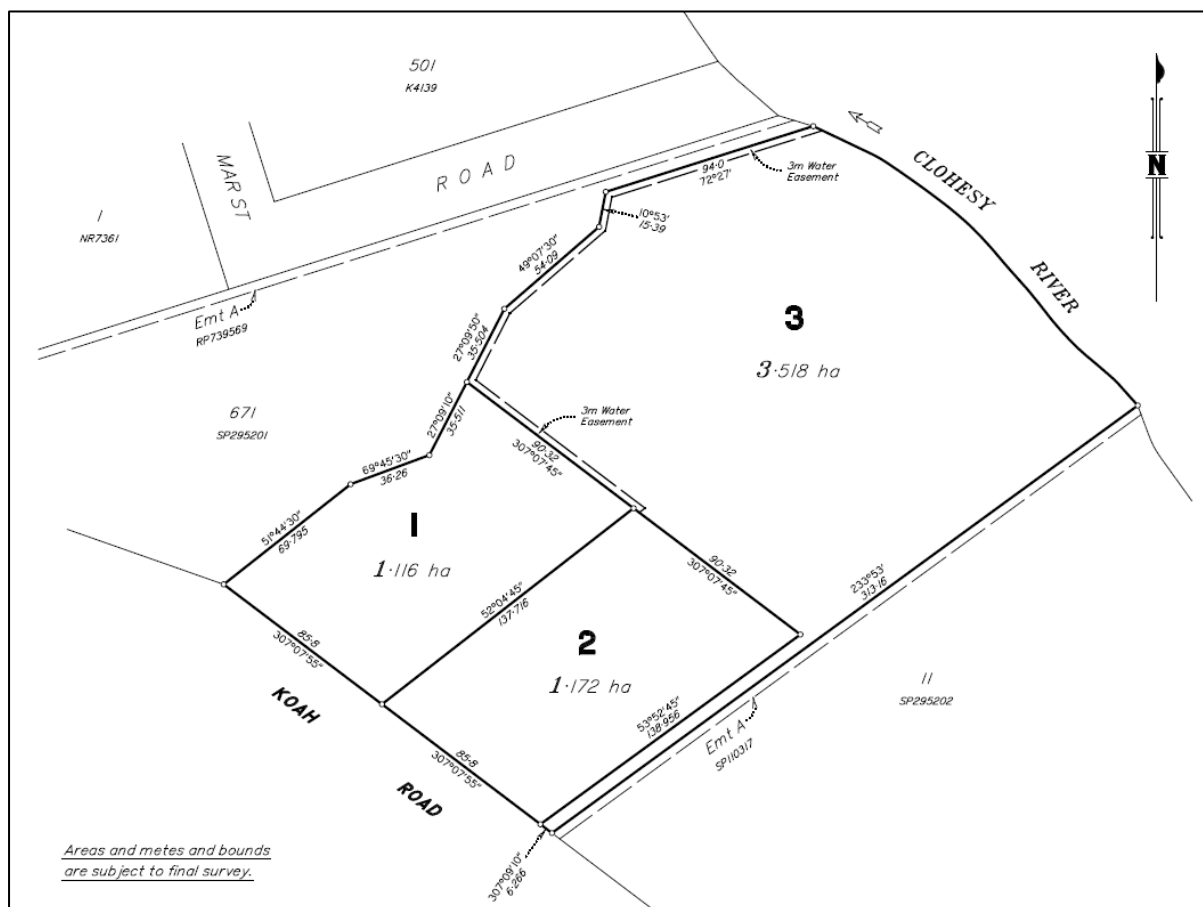 501
K4139
MAR ST
ROAD
1
NR7361
94·0
72°27'
3m Water
Easement
CLOHESY
RIVER
N
10°53'
15·39
49°07'30"
54·09
Emt A
RP739569
27°09'50"
35·504
3
3·518 ha
671
SP295201
27°09'10"
35·511
3m Water
Easement
90·32
307°07'45"
69°45'30"
36·26
51°44'30"
69·795
1
1·116 ha
90·32
307°07'45"
233°53'
313·16
52°04'45"
137·716
2
1·172 ha
85·8
307°07'55"
11
SP295202
KOAH
ROAD
53°52'45"
138·956
Emt A
SP110317
85·8
307°07'55"
307°09'10"
6·266
Areas and metes and bounds
are subject to final survey.